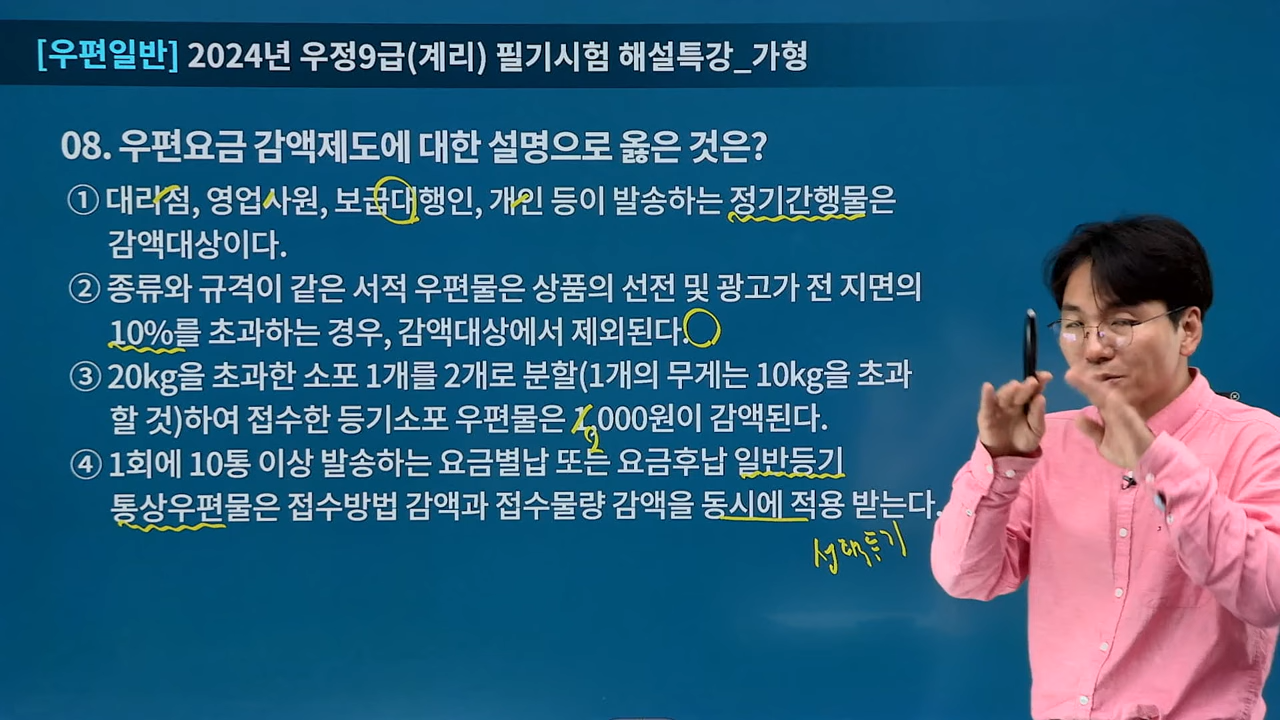 [우편일반] 2024년 우정9급(계리) 필기시험 해설특강_가형
08. 우편요금 감액제도에 대한 설명으로 옳은 것은?
① 대리점, 영업사원, 보급대행인, 개인 등이 발송하는 정기간행물은
감액대상이다.
② 종류와 규격이 같은 서적 우편물은 상품의 선전 및 광고가 전 지면의
10%를 초과하는 경우, 감액대상에서 제외된다.
③ 20kg을 초과한 소포 1개를 2개로 분할(1개의 무게는 10kg을 초과
할 것)하여 접수한 등기소포 우편물은 1,000원이 감액된다.
2
④ 1회에 10통 이상 발송하는 요금별납 또는 요금후납 일반등기
통상우편물은 접수방법 감액과 접수물량 감액을 동시에 적용 받는다.
선택등기